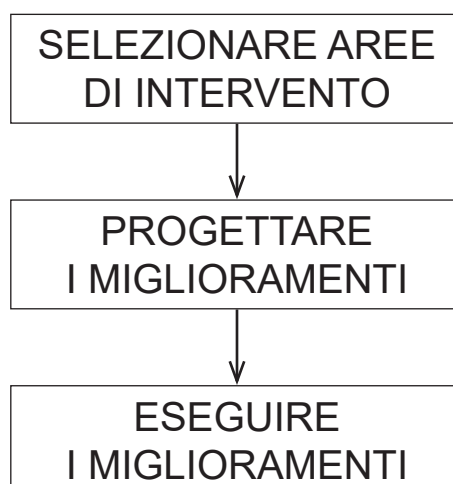 SELEZIONARE AREE
DI INTERVENTO
PROGETTARE
I MIGLIORAMENTI
ESEGUIRE
I MIGLIORAMENTI